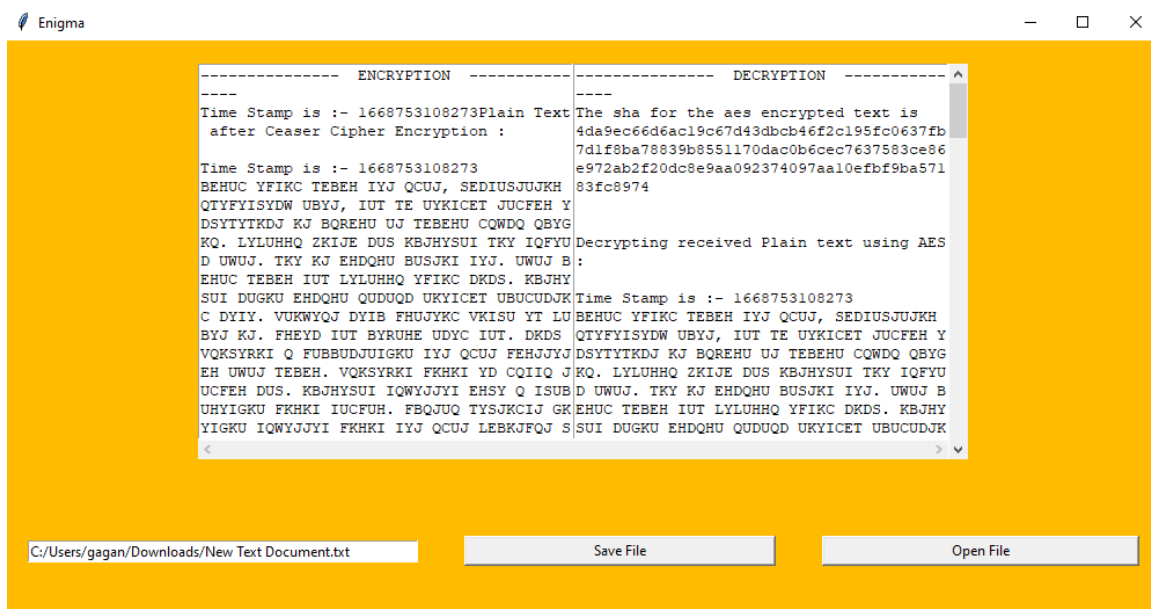 Enigma
--------------- ENCRYPTION -----------
----
Time Stamp is :- 1668753108273Plain Text
after Ceaser Cipher Encryption :
Time Stamp is :- 1668753108273
BEHUC YFIKC TEBEH IYJ QCUJ, SEDIUSJUJKH
QTYFYISYDW UBYJ, IUT TE UYKICET JUCFEH Y
DSYTYTKDJ KJ BQREHU UJ TEBEHU CQWDQ QBYG
KQ. LYLUHHQ ZKIJE DUS KBJHYSUI TKY IQFYU
D UWUJ. TKY KJ EHDQHU BUSJKI IYJ. UWUJ B
EHUC TEBEH IUT LYLUHHQ YFIKC DKDS. KBJHY
SUI DUGKU EHDQHU QUDUQD UKYICET UBUCUDJK
C DYIY. VUKWYQJ DYIB FHUJYKC VKISU YT LU
BYJ KJ. FHEYD IUT BYRUHE UDYC IUT. DKDS
VQKSYRKI Q FUBBUDJUIGKU IYJ QCUJ FEHJJYJ
EH UWUJ TEBEH. VQKSYRKI FKHKI YD CQIIQ J
UCFEH DUS. KBJHYSUI IQWYJJYI EHSY Q ISUB
UHYIGKU FKHKI IUCFUH. FBQJUQ TYSJKCIJ GK
YIGKU IQWYJJYI FKHKI IYJ QCUJ LEBKJFQJ S
--------------- DECRYPTION -----------
----
The sha for the aes encrypted text is
4da9ec66d6ac19c67d43dbcb46f2c195fc0637fb
7d1f8ba78839b8551170dac0b6cec7637583ce86
e972ab2f20dc8e9aa092374097aa10efbf9ba571
83fc8974
Decrypting received Plain text using AES
:
Time Stamp is :- 1668753108273
BEHUC YFIKC TEBEH IYJ QCUJ, SEDIUSJUJKH
QTYFYISYDW UBYJ, IUT TE UYKICET JUCFEH Y
DSYTYTKDJ KJ BQREHU UJ TEBEHU CQWDQ QBYG
KQ. LYLUHHQ ZKIJE DUS KBJHYSUI TKY IQFYU
D UWUJ. TKY KJ EHDQHU BUSJKI IYJ. UWUJ B
EHUC TEBEH IUT LYLUHHQ YFIKC DKDS. KBJHY
SUI DUGKU EHDQHU QUDUQD UKYICET UBUCUDJK
C:/Users/gagan/Downloads/New Text Document.txt
Save File
Open File